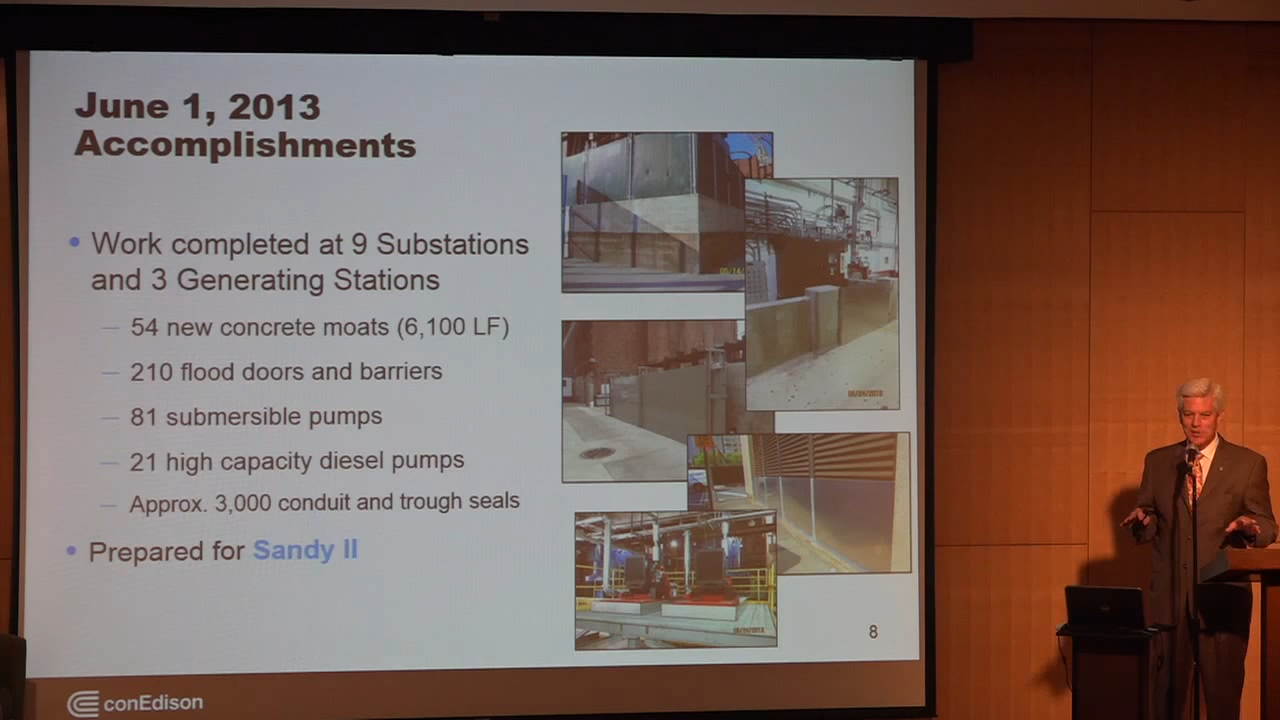 June 1, 2013
Accomplishments
• Work completed at 9 Substations
and 3 Generating Stations
— 54 new concrete moats (6,100 LF)
— 210 flood doors and barriers
— 81 submersible pumps
— 21 high capacity diesel pumps
— Approx. 3,000 conduit and trough seals
• Prepared for Sandy II
8
conEdison